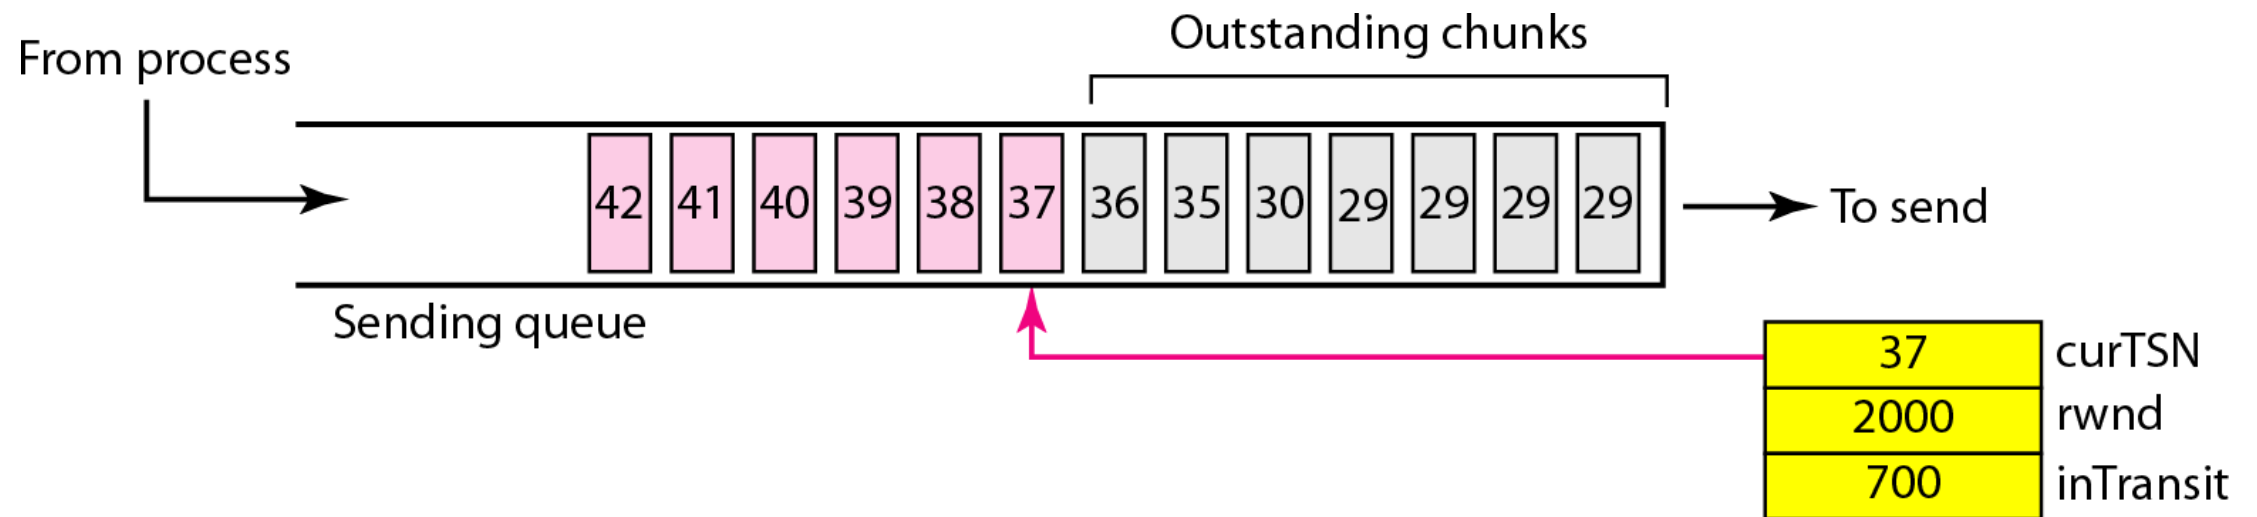 Outstanding chunks
From process
42 41 40 39 38 37 36 35 30 29 29 29 29
To send
Sending queue
37 curTSN
2000 rwnd
700 inTransit